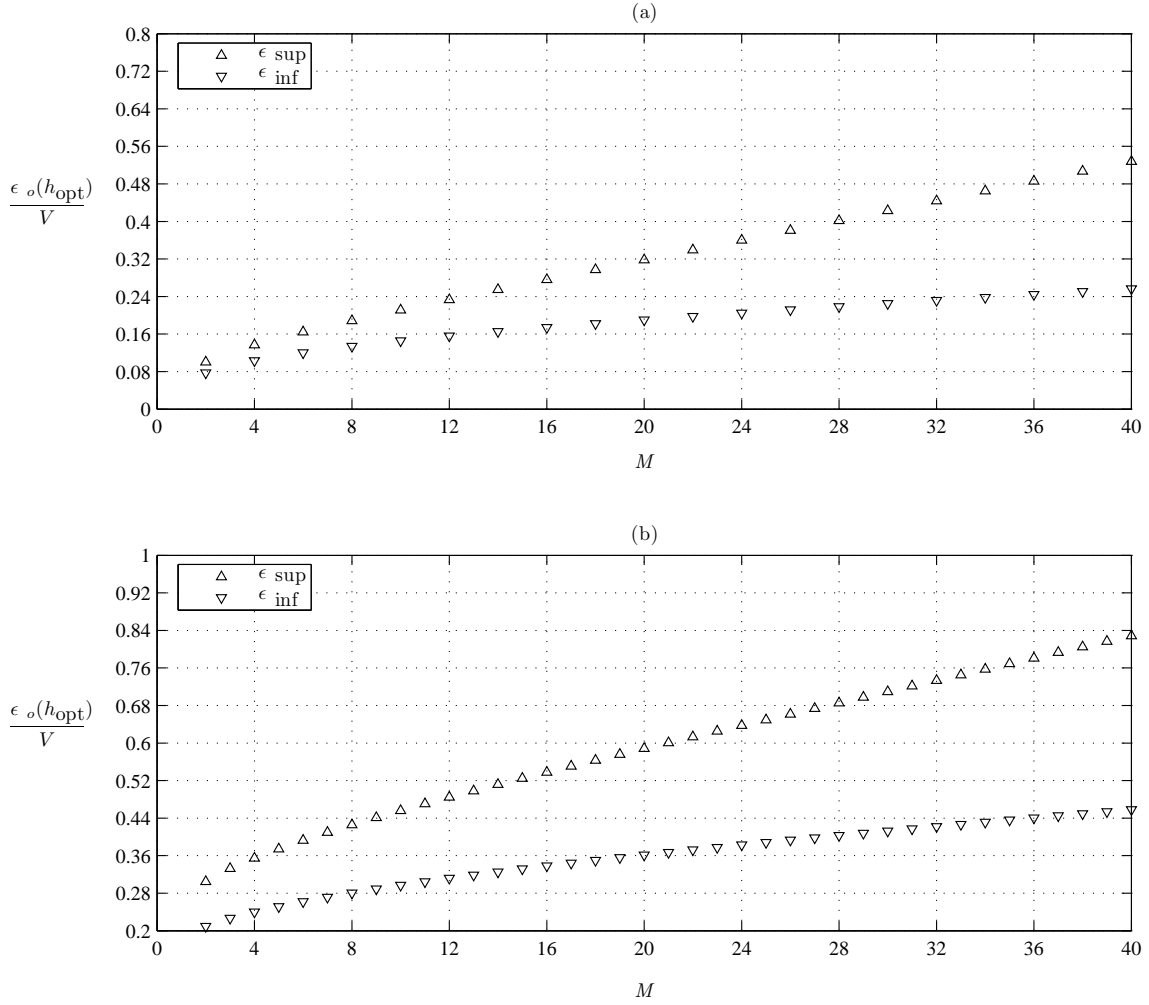 (a)
0.8
0.72
0.64
0.56
0.48
0.4
0.32
0.24
0.16
0.08
0
ϵ sup
ϵ inf
ϵ o(hopt)
V
0 4 8 12 16 20 24 28 32 36 40
M
(b)
1
0.92
0.84
0.76
0.68
0.6
0.52
0.44
0.36
0.28
0.2
ϵ sup
ϵ inf
ϵ o(hopt)
V
0 4 8 12 16 20 24 28 32 36 40
M